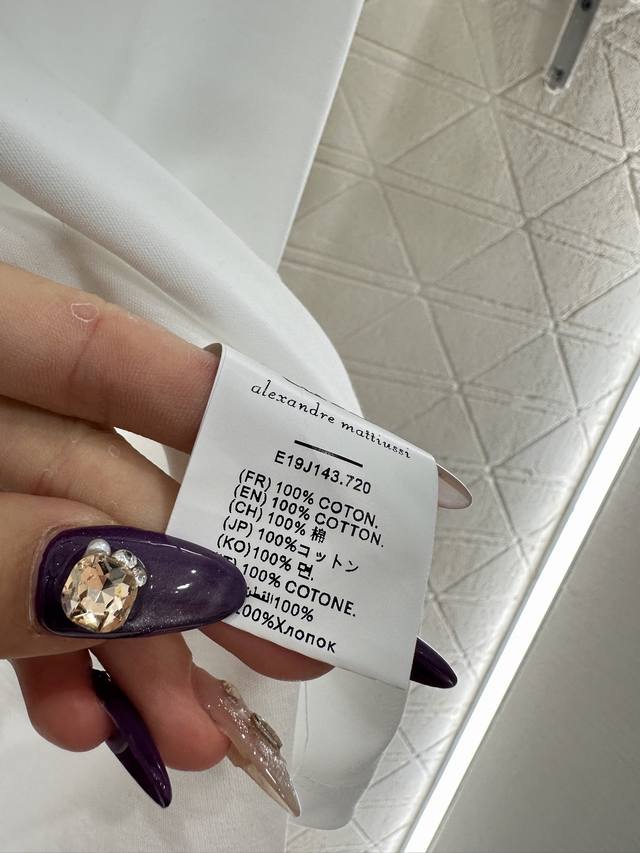 alexandre mattiussi
E19J143.720
(FR) 100% COTON.
(EN) 100% COTTON.
(CH) 100% 棉
(JP) 100%コットン
(KO)100% 면.
100% COTONE.
100%
100%Хлопок